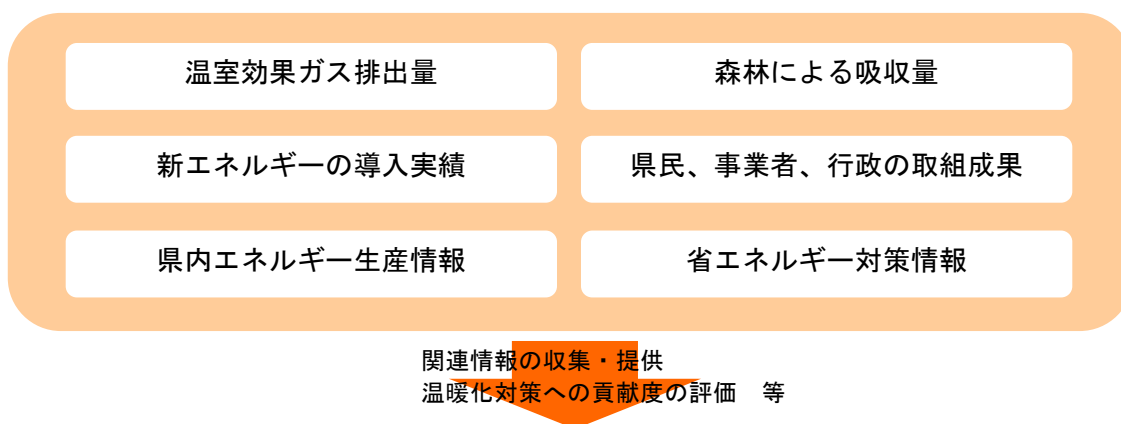 温室効果ガス排出量
森林による吸収量
新エネルギーの導入実績
県民、事業者、行政の取組成果
県内エネルギー生産情報
省エネルギー対策情報
関連情報の収集・提供
温暖化対策への貢献度の評価　等